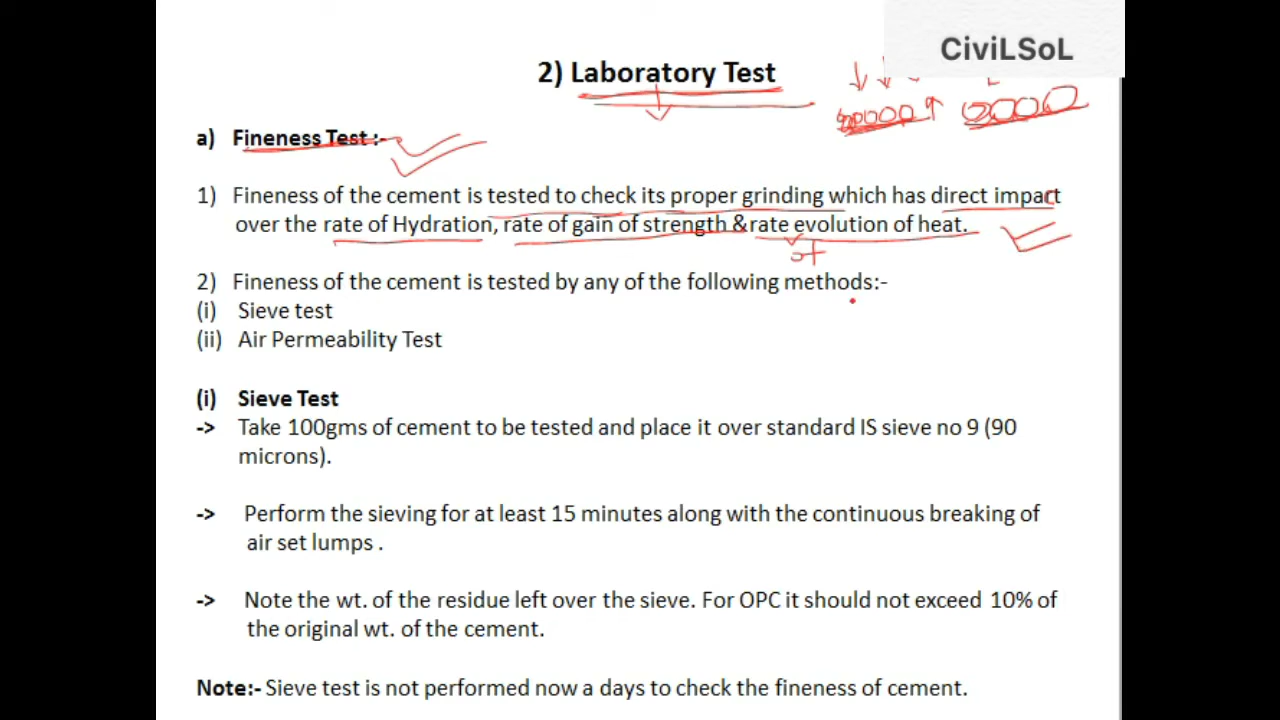 CiviLSoL
2) Laboratory Test
a) Fineness Test :-
1) Fineness of the cement is tested to check its proper grinding which has direct impact
over the rate of Hydration, rate of gain of strength & rate evolution of heat.
of
2) Fineness of the cement is tested by any of the following methods:-
(i) Sieve test
(ii) Air Permeability Test
(i) Sieve Test
-> Take 100gms of cement to be tested and place it over standard IS sieve no 9 (90
microns).
-> Perform the sieving for at least 15 minutes along with the continuous breaking of
air set lumps .
-> Note the wt. of the residue left over the sieve. For OPC it should not exceed 10% of
the original wt. of the cement.
Note:- Sieve test is not performed now a days to check the fineness of cement.